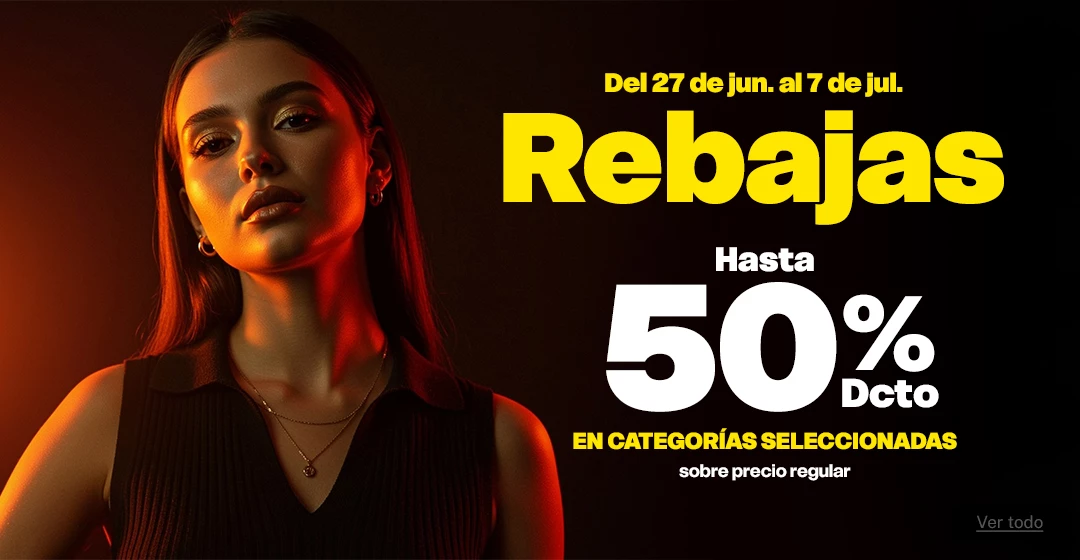 Del 27 de jun. al 7 de jul.
Rebajas
Hasta
50%
Dcto
EN CATEGORÍAS SELECCIONADAS
sobre precio regular
Ver todo